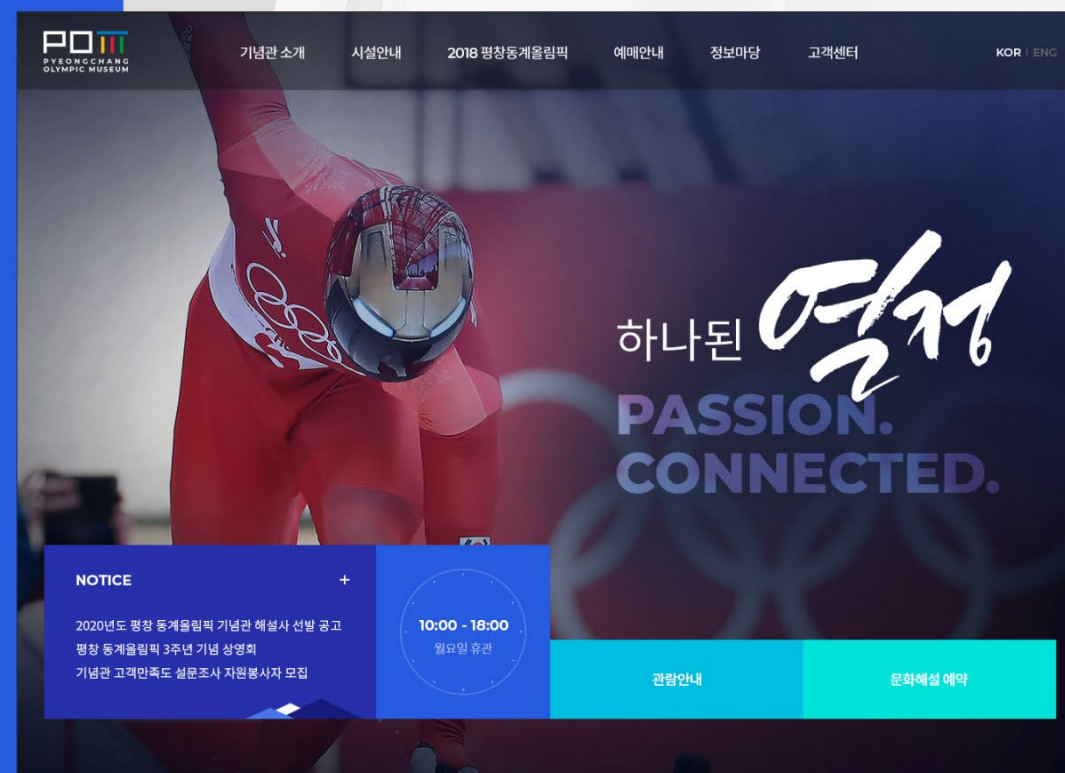 POM
PYEONGCHANG
OLYMPIC MUSEUM
기념관 소개 시설안내 2018 평창동계올림픽 예매안내 정보마당 고객센터 KOR ENG
하나된 열정
PASSION.
CONNECTED.
NOTICE +
2020년도 평창 동계올림픽 기념관 해설사 선발 공고
평창 동계올림픽 3주년 기념 상영회
기념관 고객만족도 설문조사 자원봉사자 모집
10:00 - 18:00
월요일 휴관
관람안내
문화해설 예약